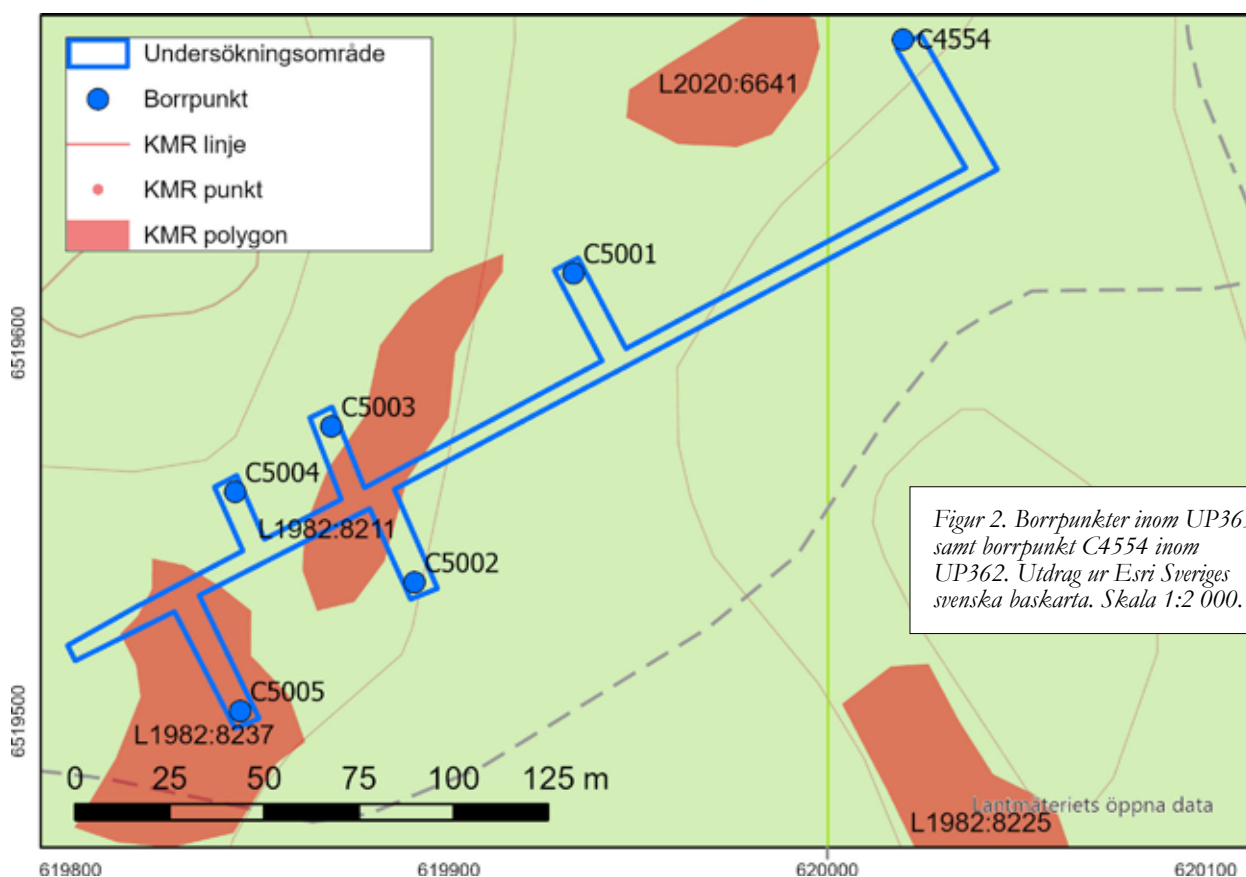 Undersökningsområde
Borrpunkt
KMR linje
KMR punkt
KMR polygon
C4554
L2020:6641
C5001
C5003
C5004
L1982:8211
C5002
C5005
L1982:8237
6519600
6519500
Figur 2. Borrpunkter inom UP361
samt borrpunkt C4554 inom
UP362. Utdrag ur Esri Sveriges
svenska baskarta. Skala 1:2 000.
0 25 50 75 100 125 m
Lantmäteriets öppna data
L1982:8225
619800 619900 620000 620100